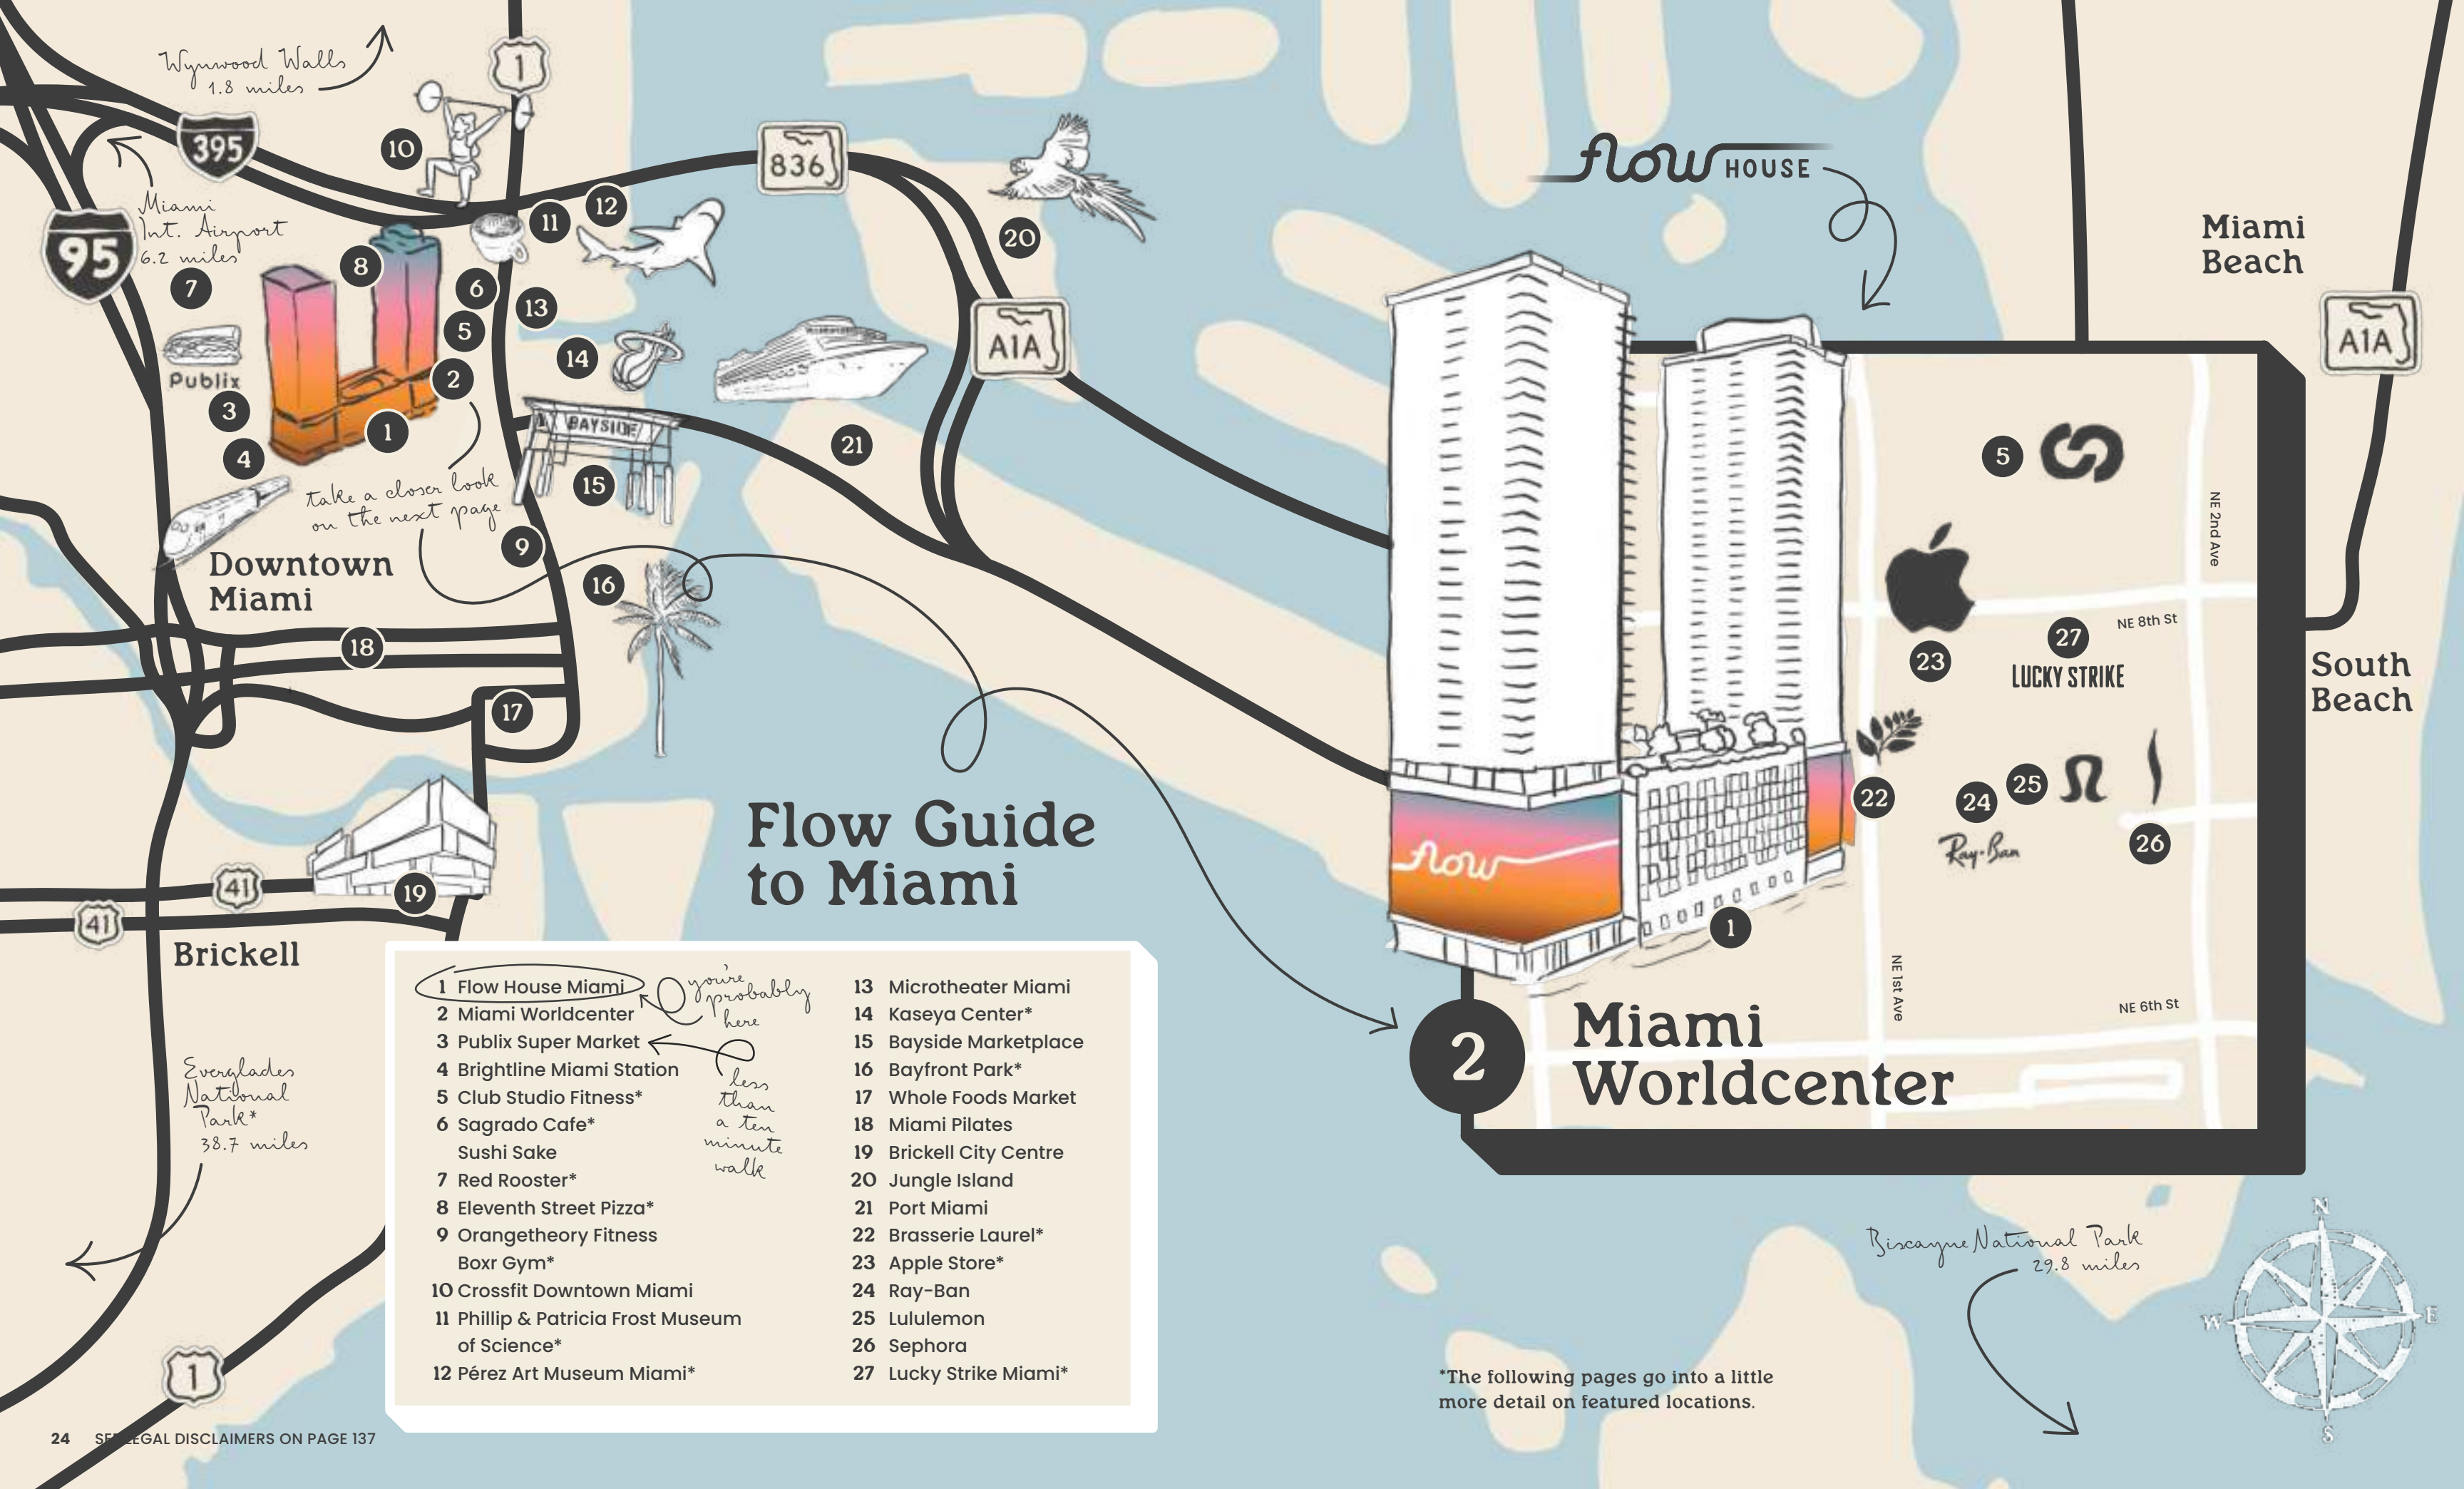 Wynwood Walls
1.8 miles
1
395
10
836
20
flow HOUSE
Miami
Beach
A1A
Miami
Int. Airport
6.2 miles
95
7
8
11
12
6
13
5
14
2
Publix
3
1
4
A1A
BAYSIDE
15
21
take a closer look
on the next page
9
16
Downtown
Miami
18
17
5
NE 2nd Ave
NE 8th St
23
27
LUCKY STRIKE
South
Beach
22
24
25
26
Ray-Ban
flow
1
NE 1st Ave
NE 6th St
2
Miami
Worldcenter
Flow Guide
to Miami
41
41
19
Brickell
Everglades
National
Park*
38.7 miles
1 Flow House Miami
you're
probably
here
2 Miami Worldcenter
3 Publix Super Market
less
than
a ten
minute
walk
4 Brightline Miami Station
5 Club Studio Fitness*
6 Sagrado Cafe*
Sushi Sake
7 Red Rooster*
8 Eleventh Street Pizza*
9 Orangetheory Fitness
Boxr Gym*
10 Crossfit Downtown Miami
11 Phillip & Patricia Frost Museum
of Science*
12 Pérez Art Museum Miami*
13 Microtheater Miami
14 Kaseya Center*
15 Bayside Marketplace
16 Bayfront Park*
17 Whole Foods Market
18 Miami Pilates
19 Brickell City Centre
20 Jungle Island
21 Port Miami
22 Brasserie Laurel*
23 Apple Store*
24 Ray-Ban
25 Lululemon
26 Sephora
27 Lucky Strike Miami*
*The following pages go into a little
more detail on featured locations.
Biscayne National Park
29.8 miles
N
W
E
S
1
24 SEE LEGAL DISCLAIMERS ON PAGE 137